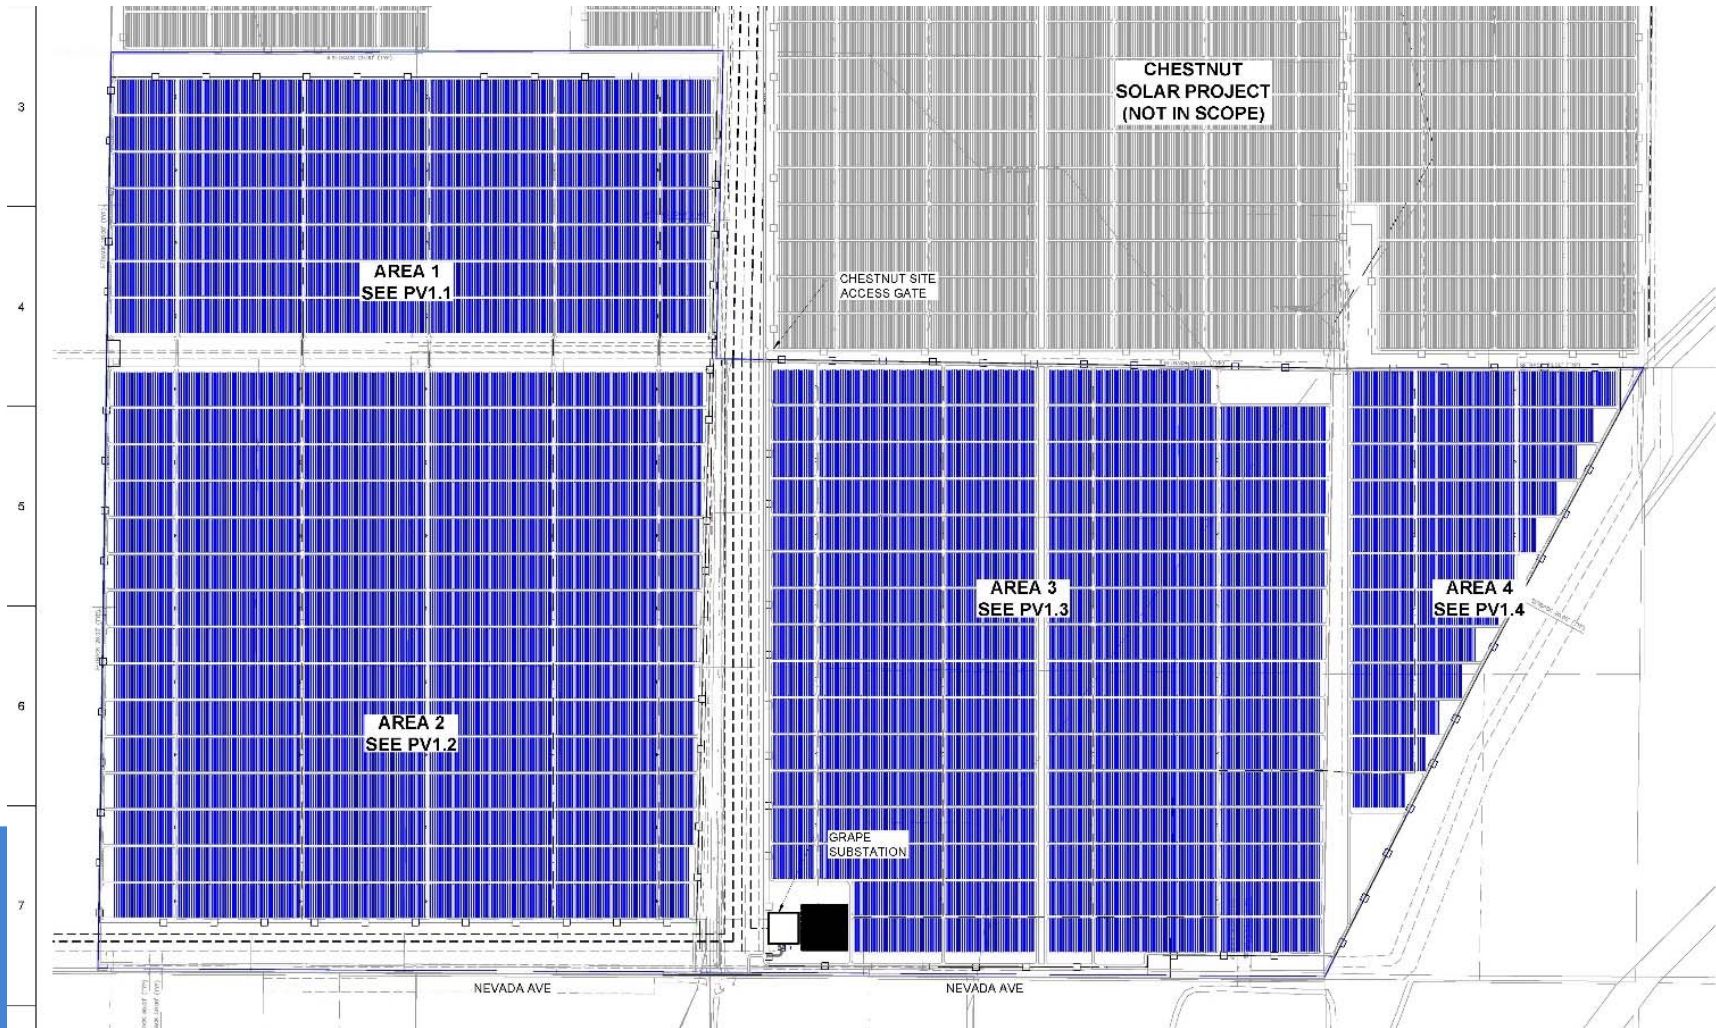 CHESTNUT
SOLAR PROJECT
(NOT IN SCOPE)
3
AREA 1
SEE PV1.1
CHESTNUT SITE
ACCESS GATE
4
5
AREA 3
SEE PV1.3
AREA 4
SEE PV1.4
6
AREA 2
SEE PV1.2
GRAPE
SUBSTATION
7
NEVADA AVE
NEVADA AVE